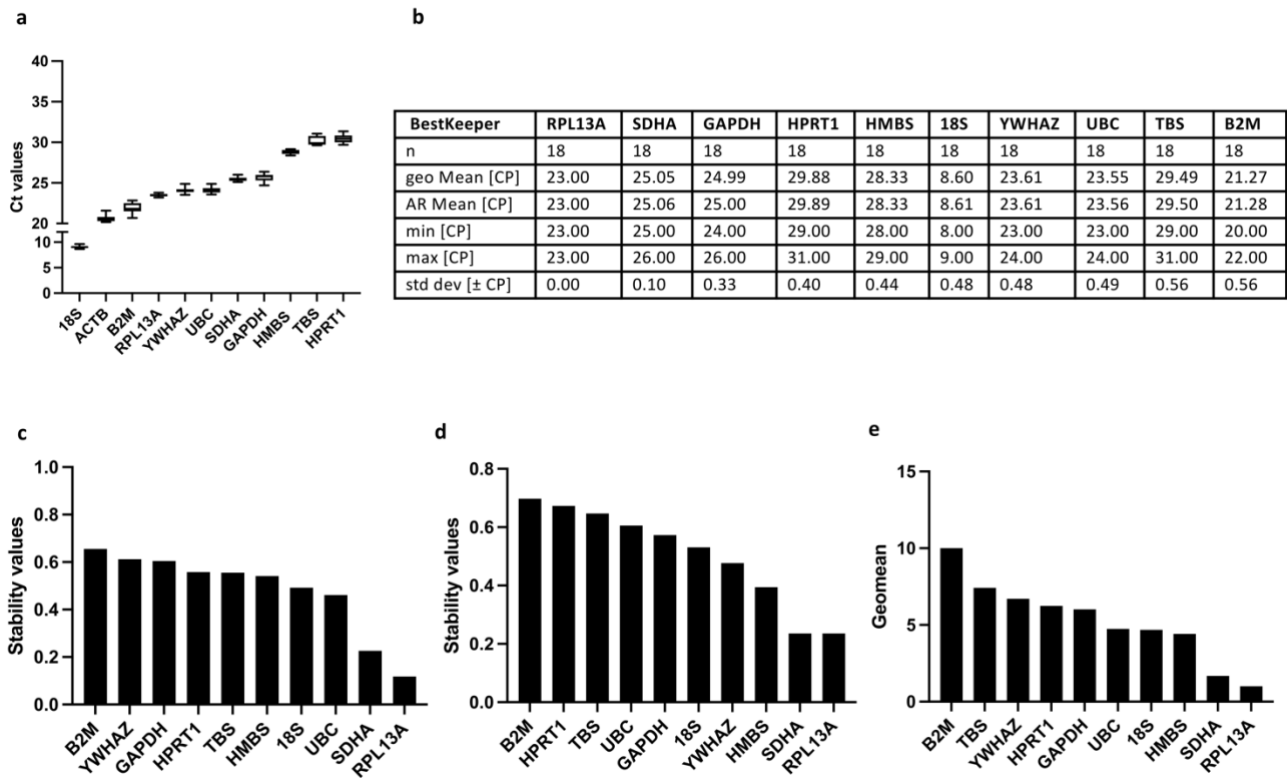 a
b
40
35
30
25
20
10
5
0
Ct values
18S
ACTB
B2M
RPL13A
YWHAZ
UBC
SDHA
GAPDH
HMBS
TBS
HPRT1
BestKeeper RPL13A SDHA GAPDH HPRT1 HMBS 18S YWHAZ UBC TBS B2M
n 18 18 18 18 18 18 18 18 18 18
geo Mean [CP] 23.00 25.05 24.99 29.88 28.33 8.60 23.61 23.55 29.49 21.27
AR Mean [CP] 23.00 25.06 25.00 29.89 28.33 8.61 23.61 23.56 29.50 21.28
min [CP] 23.00 25.00 24.00 29.00 28.00 8.00 23.00 23.00 29.00 20.00
max [CP] 23.00 26.00 26.00 31.00 29.00 9.00 24.00 24.00 31.00 22.00
std dev [± CP] 0.00 0.10 0.33 0.40 0.44 0.48 0.48 0.49 0.56 0.56
c
1.0
0.8
0.6
0.4
0.2
0.0
Stability values
B2M
YWHAZ
GAPDH
HPRT1
TBS
HMBS
18S
UBC
SDHA
RPL13A
d
0.8
0.6
0.4
0.2
0.0
Stability values
B2M
HPRT1
TBS
UBC
GAPDH
18S
YWHAZ
HMBS
SDHA
RPL13A
e
15
10
5
0
Geomean
B2M
TBS
YWHAZ
HPRT1
GAPDH
UBC
18S
HMBS
SDHA
RPL13A